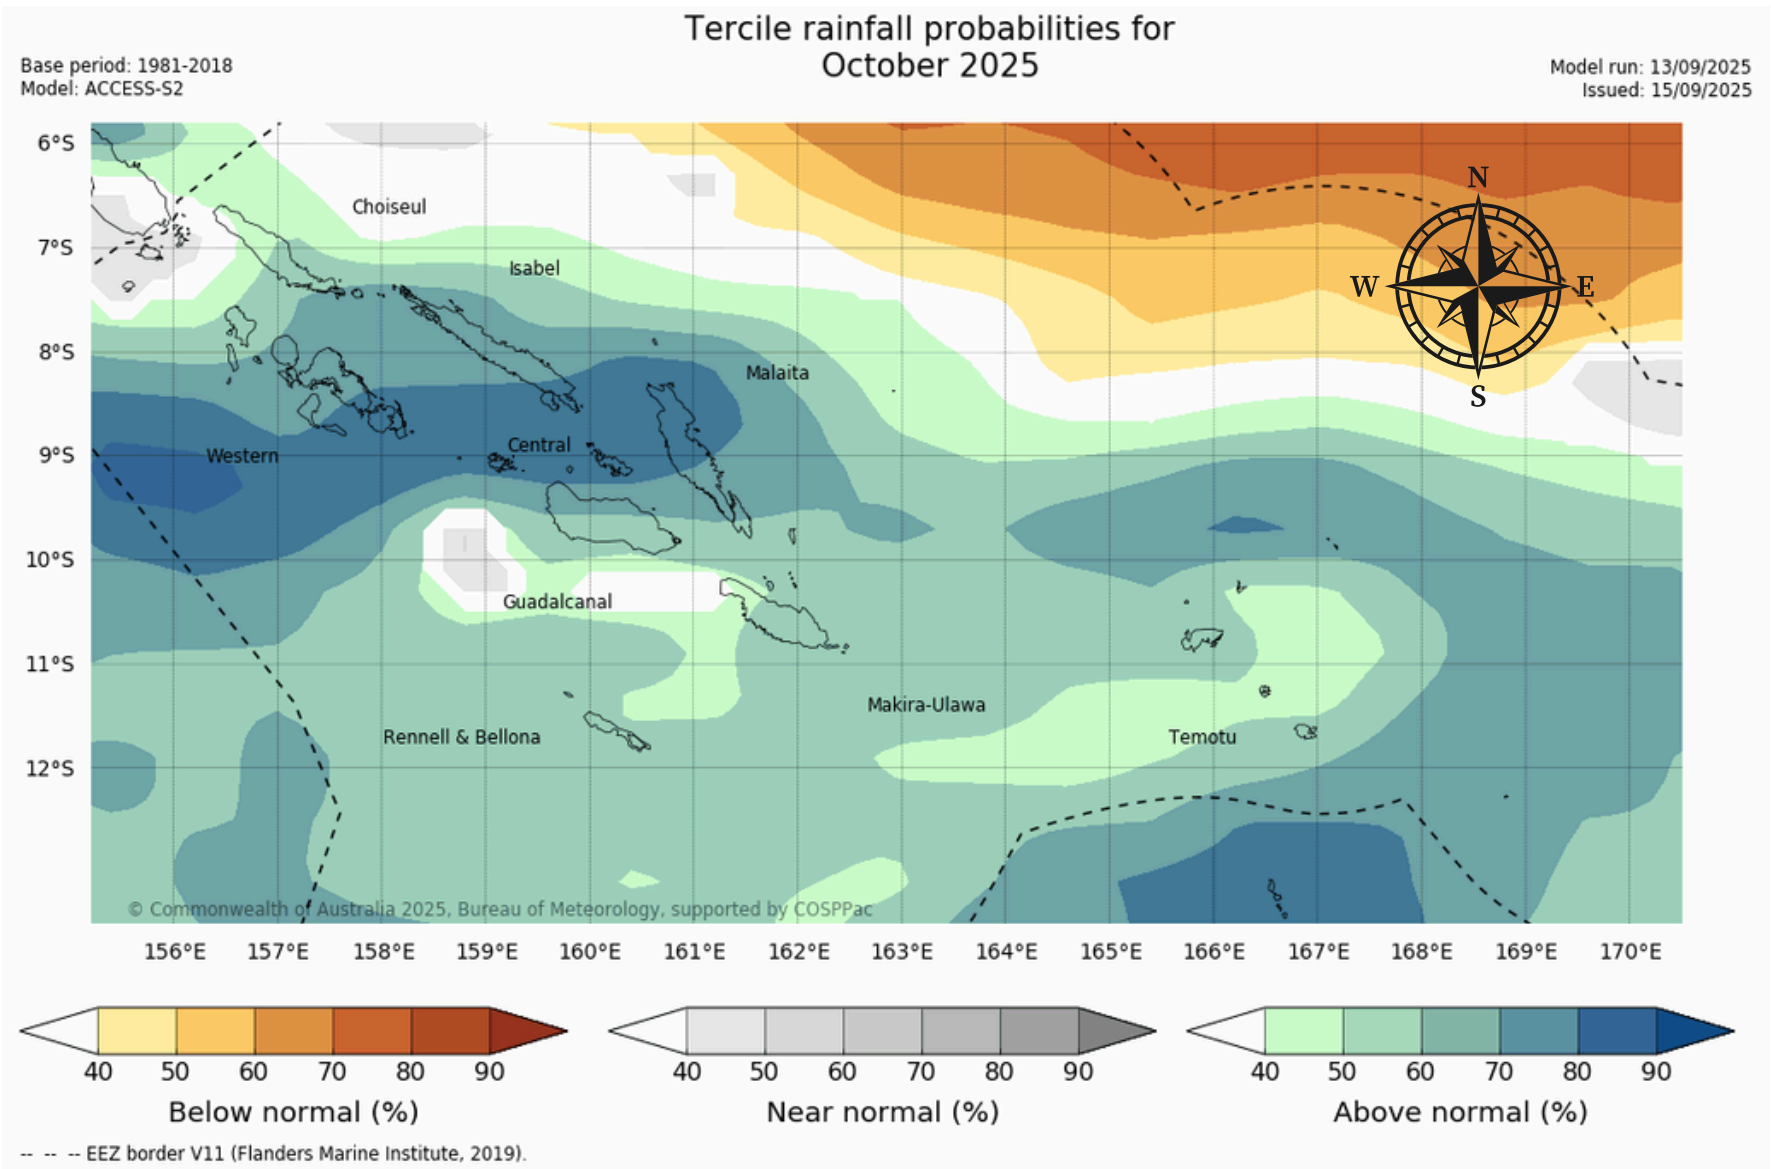 Tercile rainfall probabilities for
October 2025
Base period: 1981-2018
Model: ACCESS-S2
Model run: 13/09/2025
Issued: 15/09/2025
6°S
7°S
8°S
9°S
10°S
11°S
12°S
N
W
E
S
Choiseul
Isabel
Malaita
Central
Western
Guadalcanal
Makira-Ulawa
Rennell & Bellona
Temotu
© Commonwealth of Australia 2025, Bureau of Meteorology, supported by COSPPac
156°E 157°E 158°E 159°E 160°E 161°E 162°E 163°E 164°E 165°E 166°E 167°E 168°E 169°E 170°E
40 50 60 70 80 90
Below normal (%)
40 50 60 70 80 90
Near normal (%)
40 50 60 70 80 90
Above normal (%)
-- -- -- EEZ border V11 (Flanders Marine Institute, 2019).